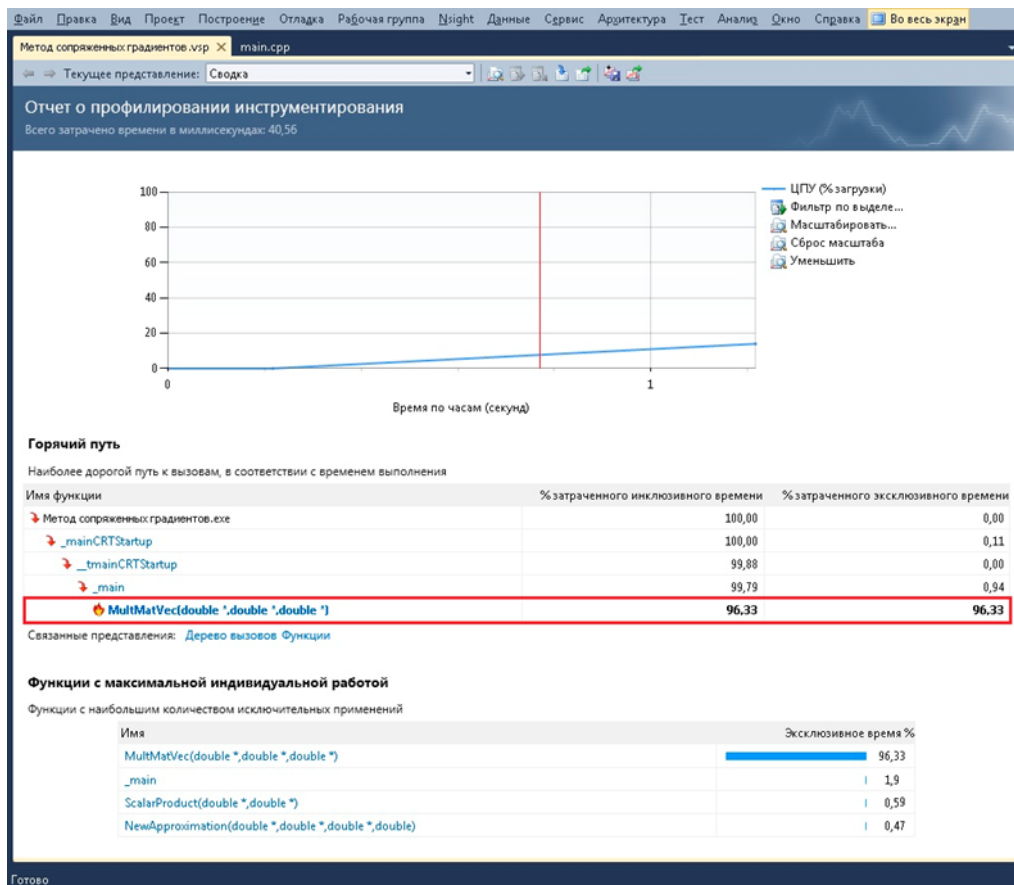 Файл Правка Вид Проект Построение Отладка Рабочая группа Nsight Данные Сервис Архитектура Тест Анализ Окно Справка Во весь экран
Метод сопряженных градиентов.vsp main.cpp
Текущее представление: Сводка
Отчет о профилировании инструментирования
Всего затрачено времени в миллисекундах: 40,56
100
80
60
40
20
0
0 1
Время по часам (секунд)
ЦПУ (% загрузки)
Фильтр по выделе...
Масштабировать...
Сброс масштаба
Уменьшить
Горячий путь
Наиболее дорогой путь к вызовам, в соответствии с временем выполнения
Имя функции % затраченного инклюзивного времени % затраченного эксклюзивного времени
Метод сопряженных градиентов.exe 100,00 0,00
_mainCRTStartup 100,00 0,11
__tmainCRTStartup 99,88 0,00
_main 99,79 0,94
MultMatVec(double *,double *,double *) 96,33 96,33
Связанные представления: Дерево вызовов Функции
Функции с максимальной индивидуальной работой
Функции с наибольшим количеством исключительных применений
Имя Эксклюзивное время %
MultMatVec(double *,double *,double *) 96,33
_main 1,9
ScalarProduct(double *,double *) 0,59
NewApproximation(double *,double *,double *,double) 0,47
Готово